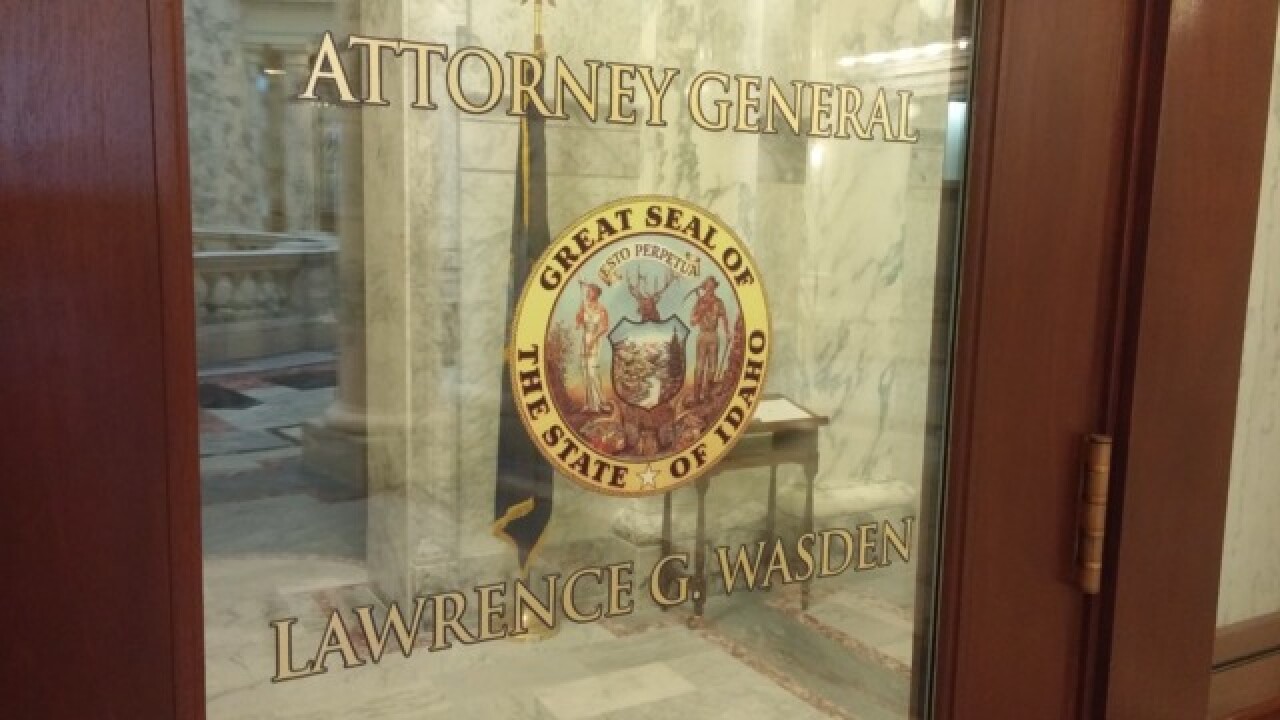 ATTORNEY GENERAL
GREAT SEAL OF
THE STATE OF IDAHO
ESTO PERPETUA
LAWRENCE G. WASDEN